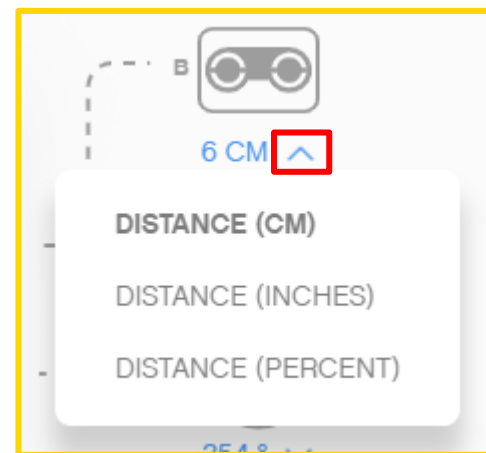 B
6 CM
DISTANCE (CM)
DISTANCE (INCHES)
DISTANCE (PERCENT)